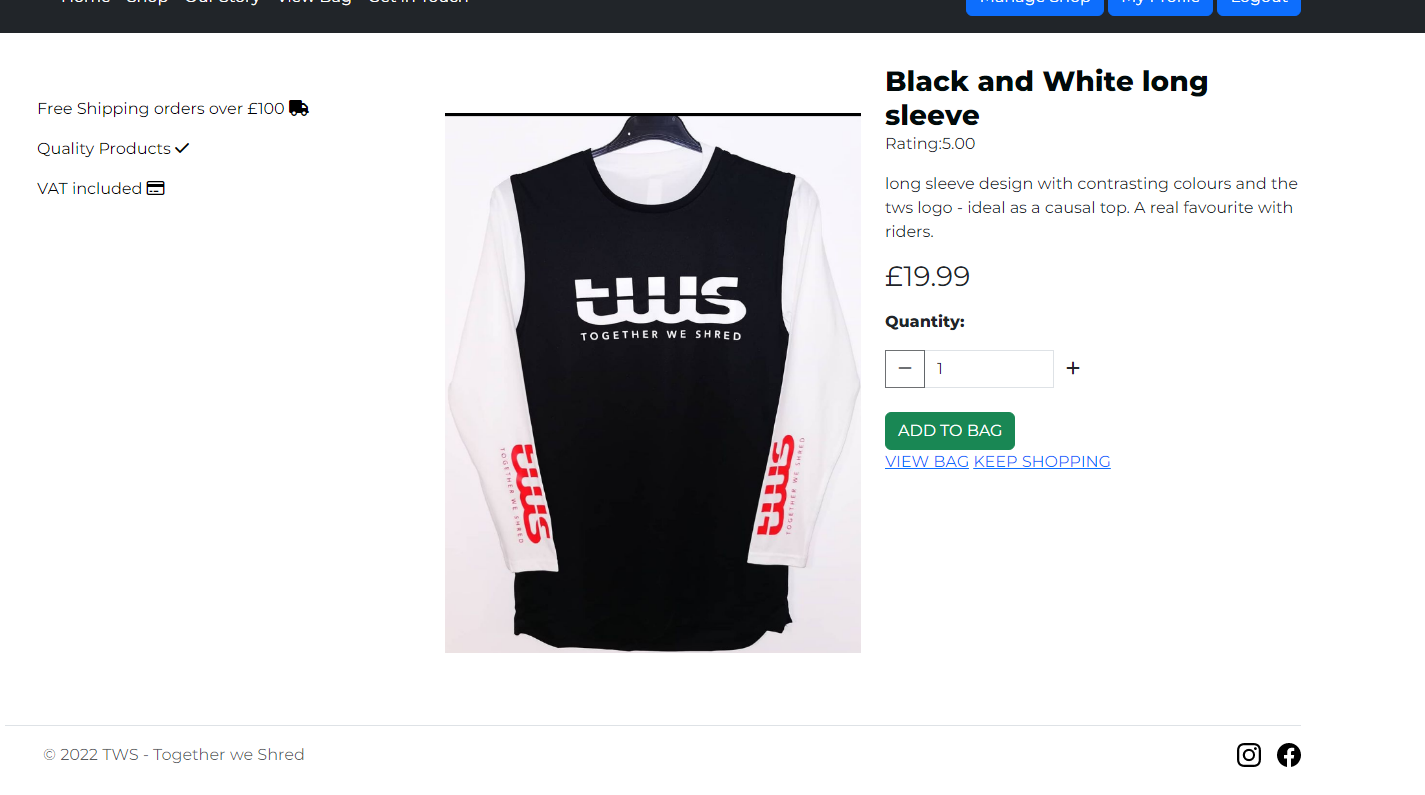 Home Shop Our Story View Bag Get in Touch
Manage Shop My Profile Logout
Free Shipping orders over £100
Quality Products
VAT included
tws
TOGETHER WE SHRED
tws
TOGETHER WE SHRED
tws
TOGETHER WE SHRED
Black and White long
sleeve
Rating:5.00
long sleeve design with contrasting colours and the
tws logo - ideal as a causal top. A real favourite with
riders.
£19.99
Quantity:
1
ADD TO BAG
VIEW BAG KEEP SHOPPING
© 2022 TWS - Together we Shred